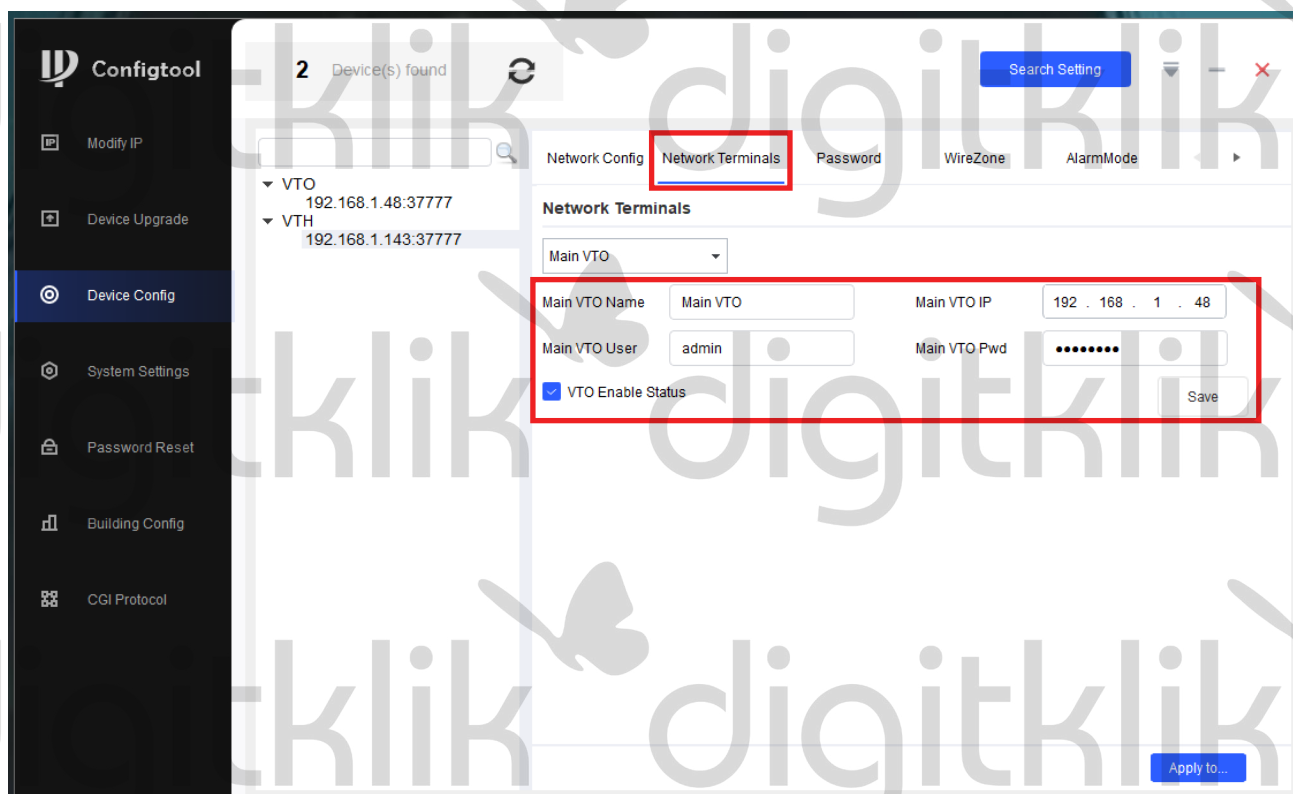 Configtool
2 Device(s) found
Search Setting
Modify IP
Device Upgrade
Device Config
System Settings
Password Reset
Building Config
CGI Protocol
VTO
192.168.1.48:37777
VTH
192.168.1.143:37777
Network Config Network Terminals Password WireZone AlarmMode
Network Terminals
Main VTO
Main VTO Name Main VTO Main VTO IP 192 . 168 . 1 . 48
Main VTO User admin Main VTO Pwd ••••••••
VTO Enable Status
Save
Apply to...
digitklik